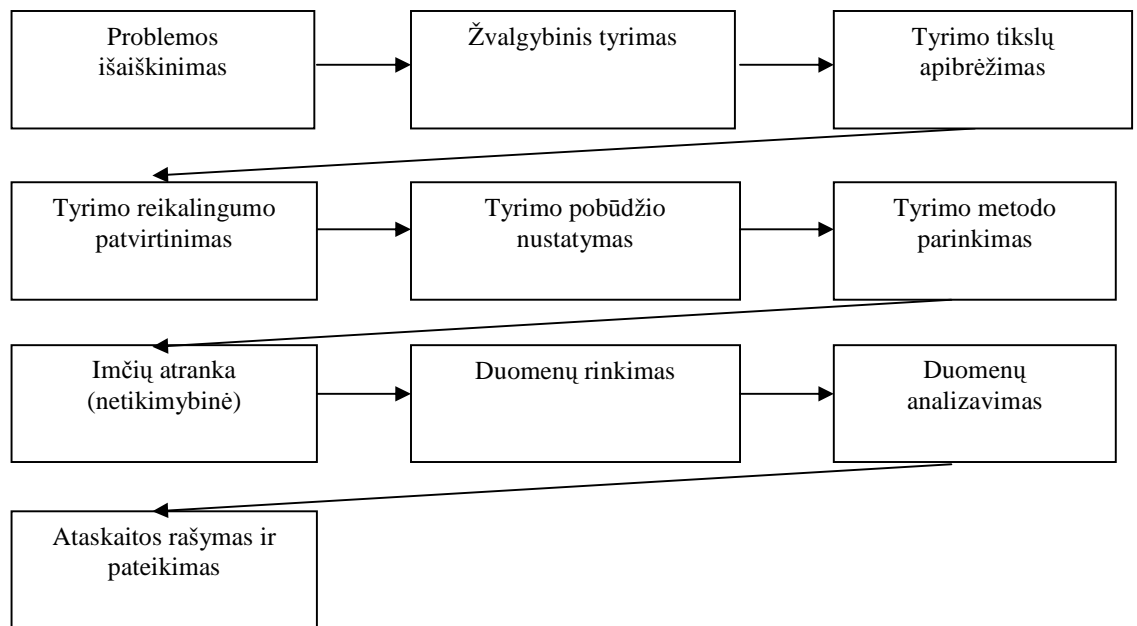 Problemos
išaiškinimas
Žvalgybinis tyrimas
Tyrimo tikslų
apibrėžimas
Tyrimo reikalingumo
patvirtinimas
Tyrimo pobūdžio
nustatymas
Tyrimo metodo
parinkimas
Imčių atranka
(netikimybinė)
Duomenų rinkimas
Duomenų
analizavimas
Ataskaitos rašymas ir
pateikimas